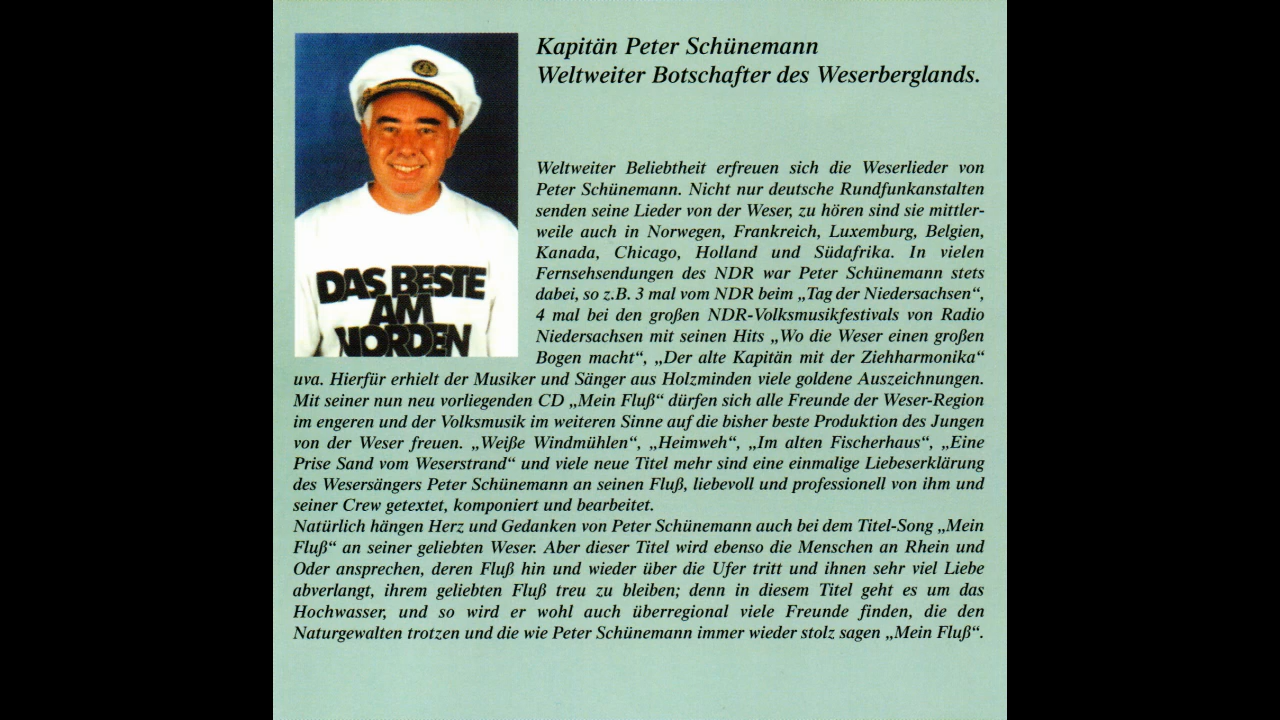 Kapitän Peter Schünemann
Weltweiter Botschafter des Weserberglands.
DAS BESTE
AM
NORDEN
Weltweiter Beliebtheit erfreuen sich die Weserlieder von
Peter Schünemann. Nicht nur deutsche Rundfunkanstalten
senden seine Lieder von der Weser, zu hören sind sie mittler-
weile auch in Norwegen, Frankreich, Luxemburg, Belgien,
Kanada, Chicago, Holland und Südafrika. In vielen
Fernsehsendungen des NDR war Peter Schünemann stets
dabei, so z.B. 3 mal vom NDR beim „Tag der Niedersachsen“,
4 mal bei den großen NDR-Volksmusikfestivals von Radio
Niedersachsen mit seinen Hits „Wo die Weser einen großen
Bogen macht“, „Der alte Kapitän mit der Ziehharmonika“
uva. Hierfür erhielt der Musiker und Sänger aus Holzminden viele goldene Auszeichnungen.
Mit seiner nun neu vorliegenden CD „Mein Fluß“ dürfen sich alle Freunde der Weser-Region
im engeren und der Volksmusik im weiteren Sinne auf die bisher beste Produktion des Jungen
von der Weser freuen. „Weiße Windmühlen“, „Heimweh“, „Im alten Fischerhaus“, „Eine
Prise Sand vom Weserstrand“ und viele neue Titel mehr sind eine einmalige Liebeserklärung
des Wesersängers Peter Schünemann an seinen Fluß, liebevoll und professionell von ihm und
seiner Crew getextet, komponiert und bearbeitet.
Natürlich hängen Herz und Gedanken von Peter Schünemann auch bei dem Titel-Song „Mein
Fluß“ an seiner geliebten Weser. Aber dieser Titel wird ebenso die Menschen an Rhein und
Oder ansprechen, deren Fluß hin und wieder über die Ufer tritt und ihnen sehr viel Liebe
abverlangt, ihrem geliebten Fluß treu zu bleiben; denn in diesem Titel geht es um das
Hochwasser, und so wird er wohl auch überregional viele Freunde finden, die den
Naturgewalten trotzen und die wie Peter Schünemann immer wieder stolz sagen „Mein Fluß“.